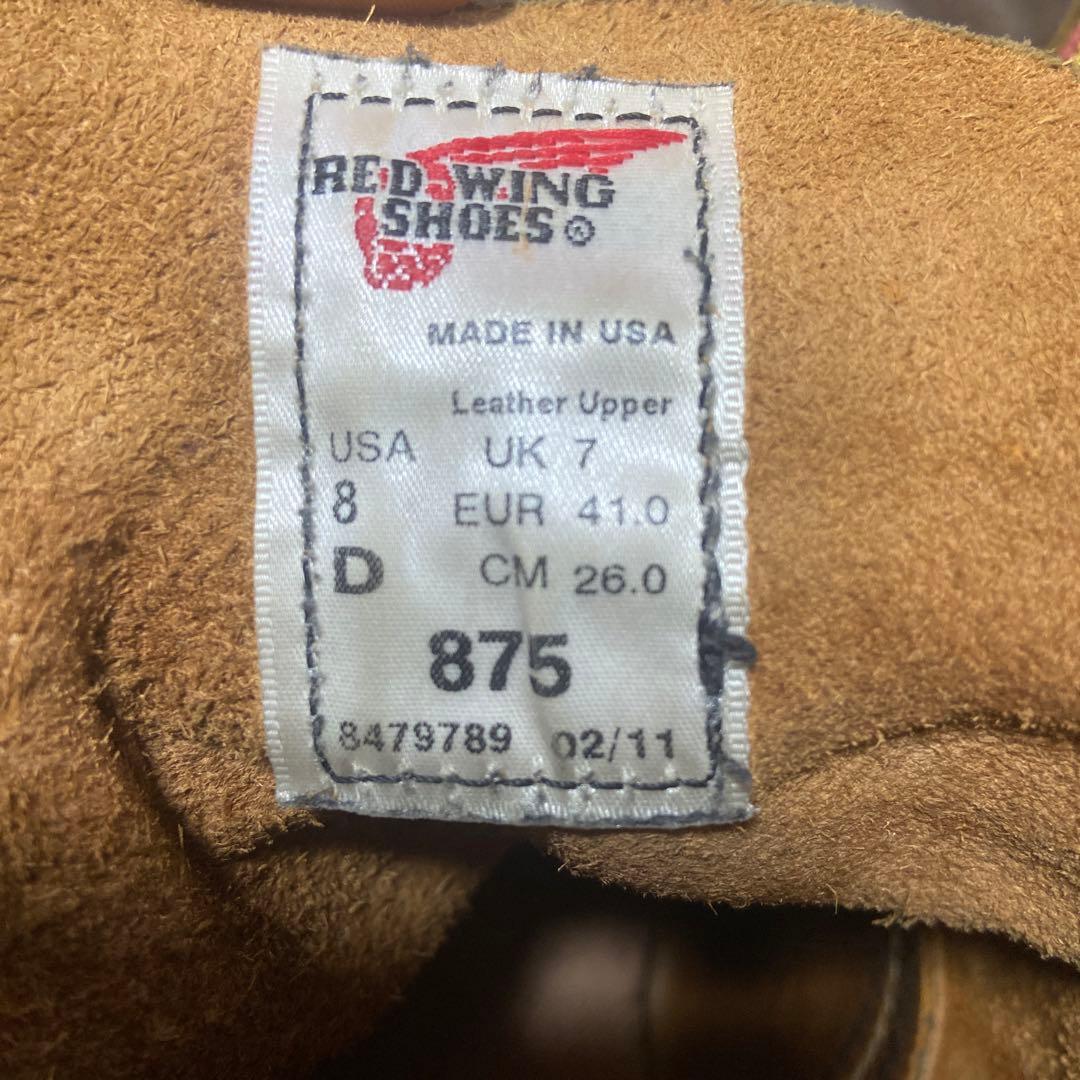 RED WING
SHOES®
MADE IN USA
Leather Upper
USA UK 7
8 EUR 41.0
D CM 26.0
875
8479789 02/11